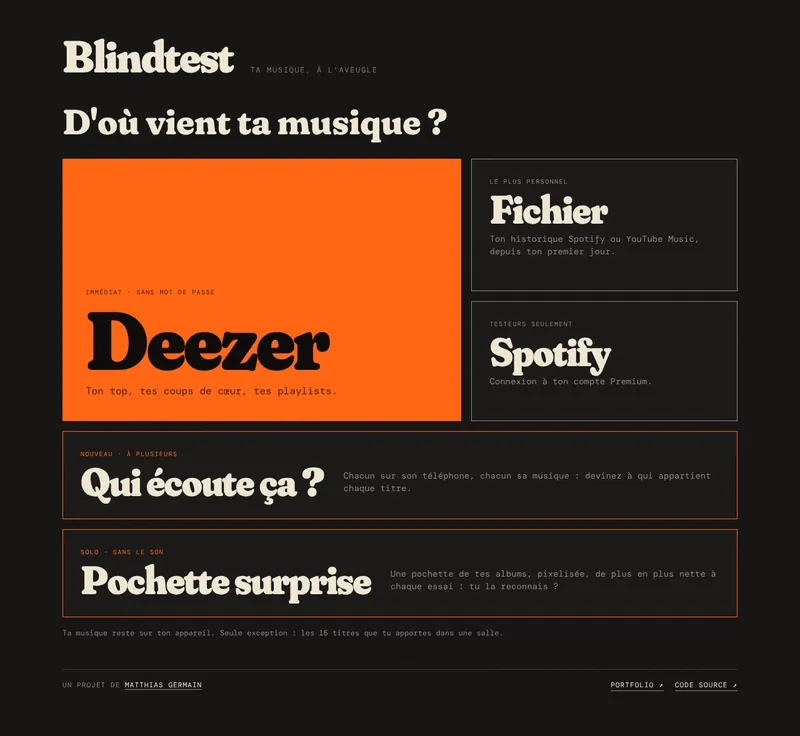 Blindtest
TA MUSIQUE, À L'AVEUGLE
D'où vient ta musique ?
IMMÉDIAT · SANS MOT DE PASSE
Deezer
Ton top, tes coups de cœur, tes playlists.
LE PLUS PERSONNEL
Fichier
Ton historique Spotify ou YouTube Music,
depuis ton premier jour.
TESTEURS SEULEMENT
Spotify
Connexion à ton compte Premium.
NOUVEAU · À PLUSIEURS
Qui écoute ça ?
Chacun sur son téléphone, chacun sa musique : devinez à qui appartient
chaque titre.
SOLO · SANS LE SON
Pochette surprise
Une pochette de tes albums, pixelisée, de plus en plus nette à
chaque essai : tu la reconnais ?
Ta musique reste sur ton appareil. Seule exception : les 15 titres que tu apportes dans une salle.
UN PROJET DE MATTHIAS GERMAIN
PORTFOLIO ↗
CODE SOURCE ↗